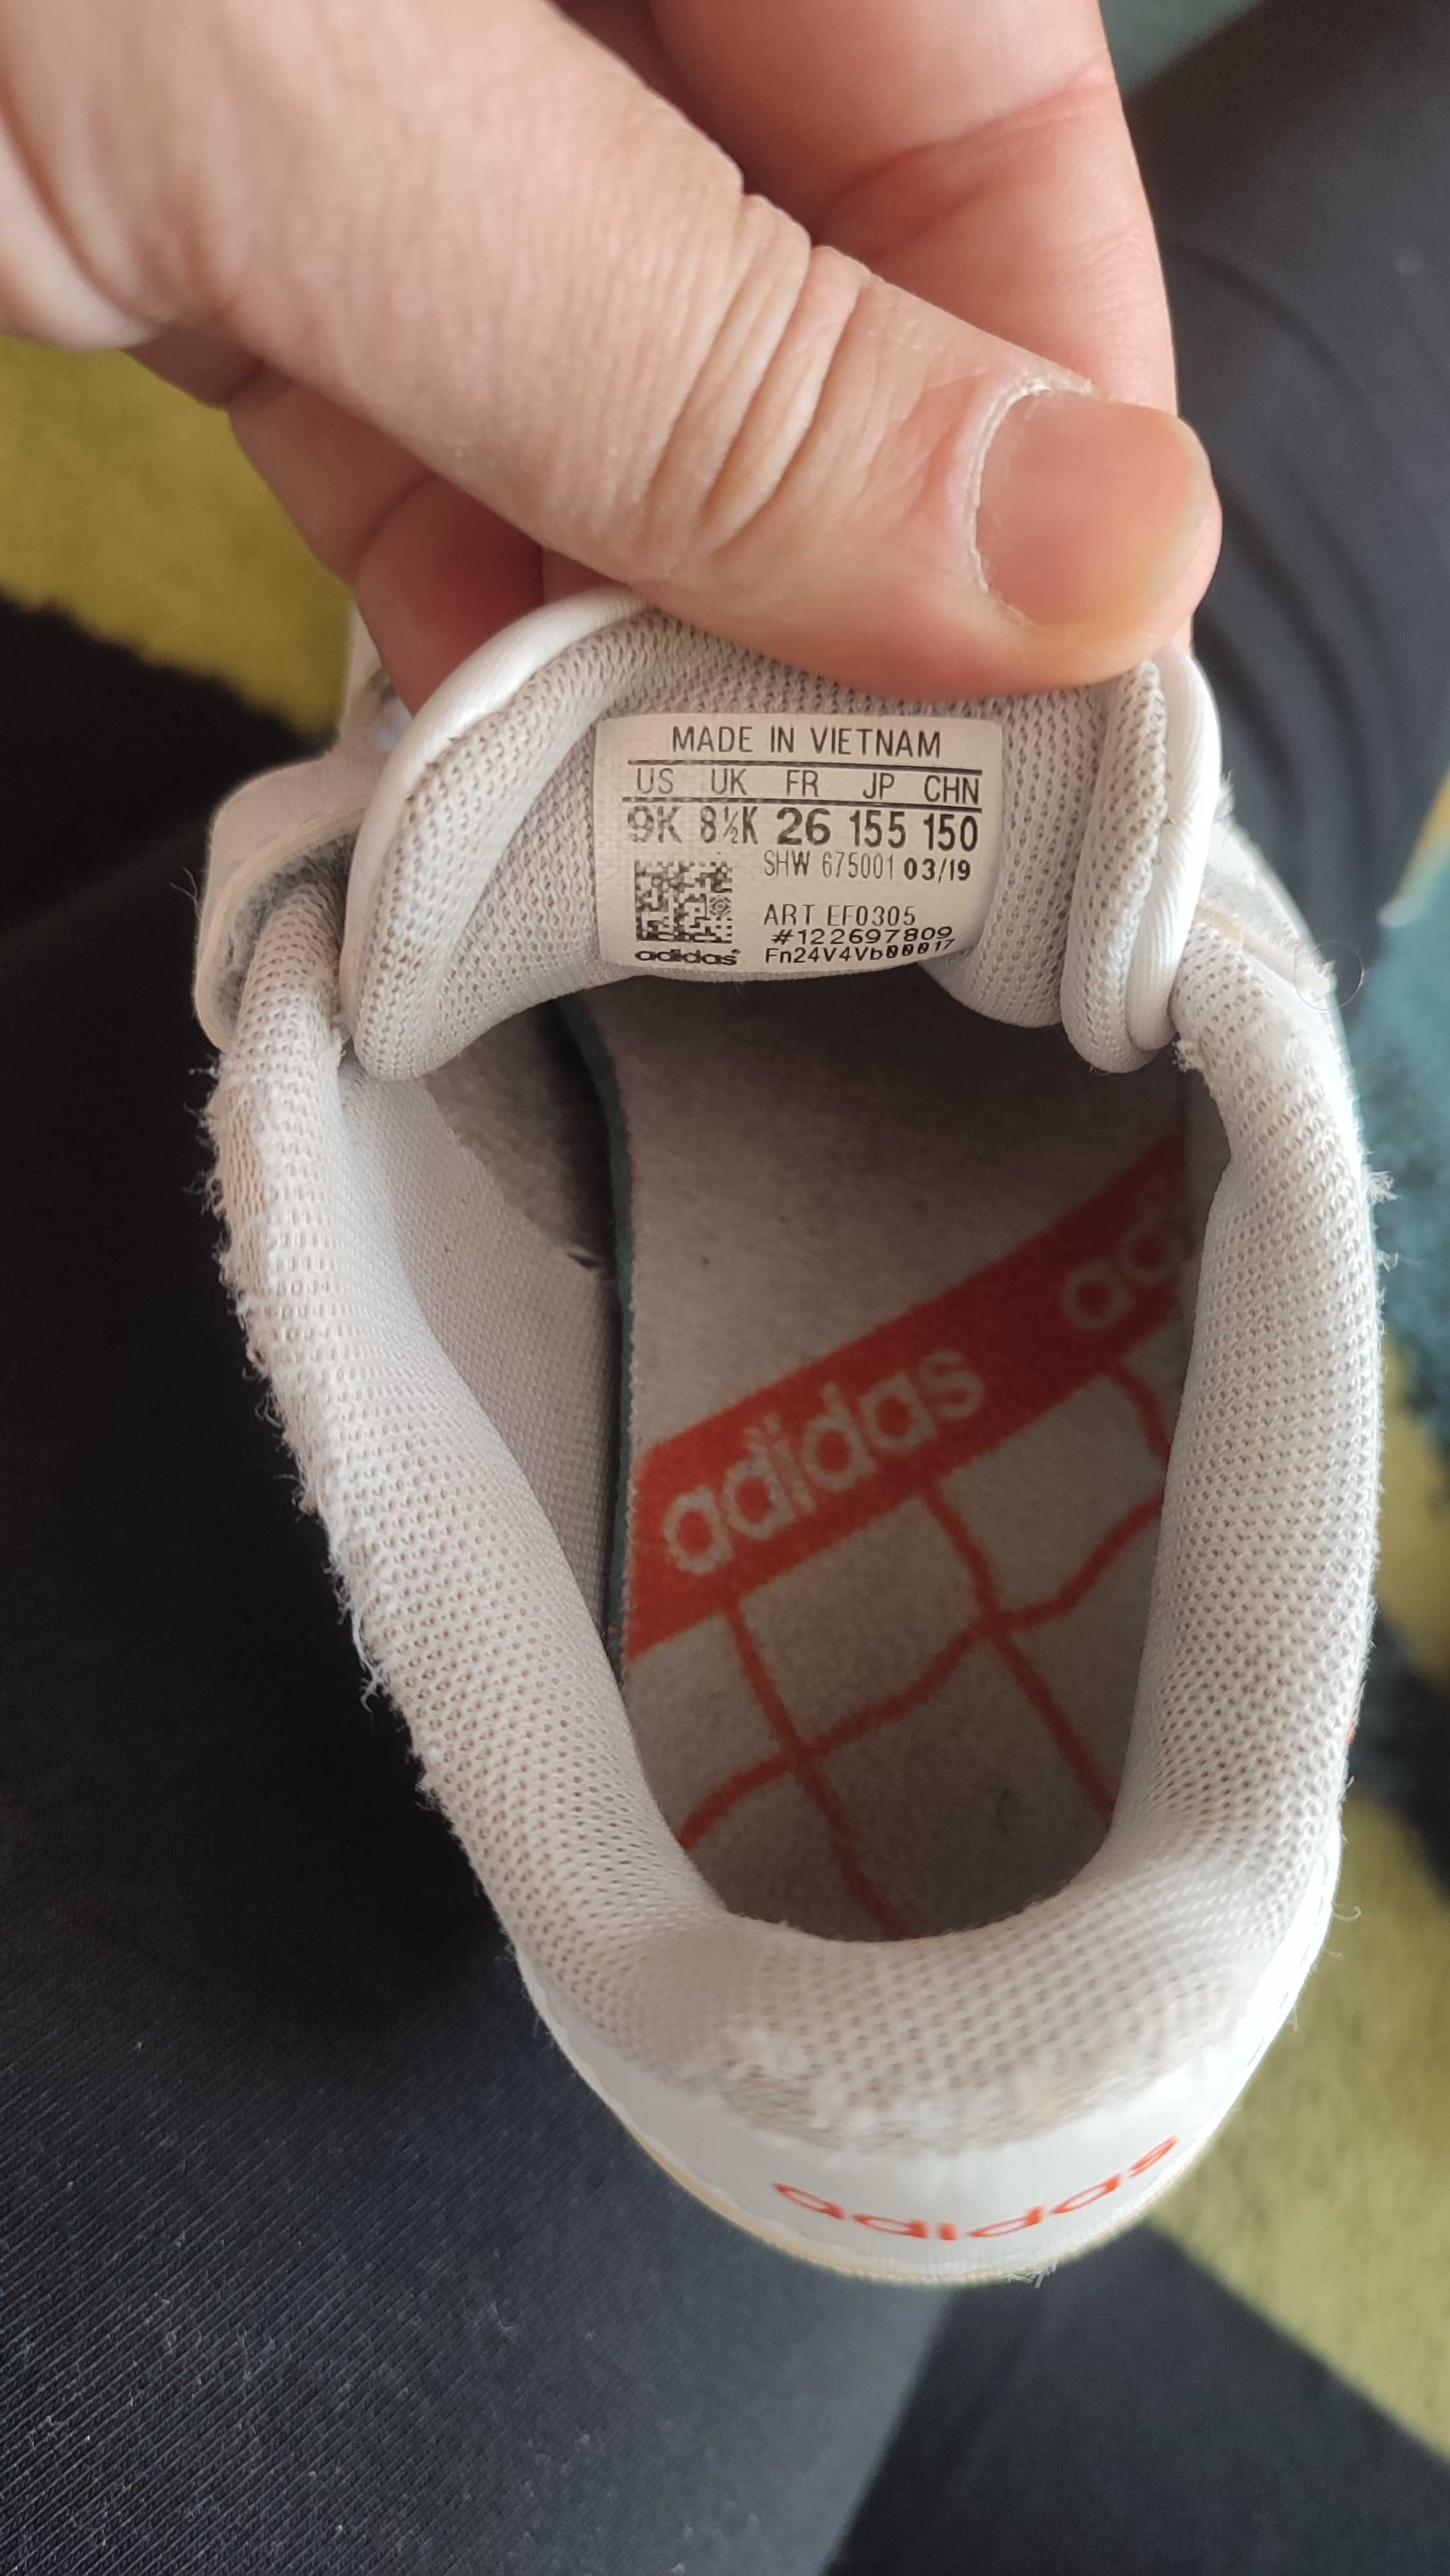 MADE IN VIETNAM
US UK FR JP CHN
9K 8½K 26 155 150
SHW 675001 03/19
ART EF0305
#122697809
adidas Fn24V4Vb00017
adidas
adidas